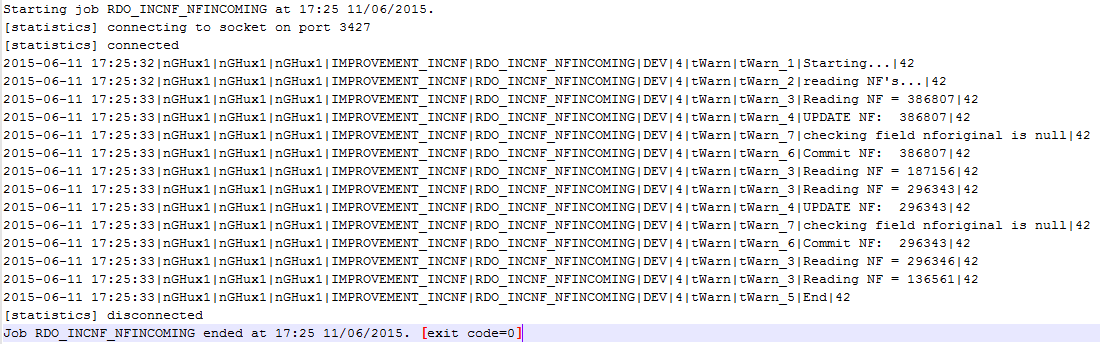 Starting job RDO_INCNF_NFINCOMING at 17:25 11/06/2015.
[statistics] connecting to socket on port 3427
[statistics] connected
2015-06-11 17:25:32|nGHux1|nGHux1|nGHux1|IMPROVEMENT_INCNF|RDO_INCNF_NFINCOMING|DEV|4|tWarn|tWarn_1|Starting...|42
2015-06-11 17:25:32|nGHux1|nGHux1|nGHux1|IMPROVEMENT_INCNF|RDO_INCNF_NFINCOMING|DEV|4|tWarn|tWarn_2|reading NF's...|42
2015-06-11 17:25:33|nGHux1|nGHux1|nGHux1|IMPROVEMENT_INCNF|RDO_INCNF_NFINCOMING|DEV|4|tWarn|tWarn_3|Reading NF = 386807|42
2015-06-11 17:25:33|nGHux1|nGHux1|nGHux1|IMPROVEMENT_INCNF|RDO_INCNF_NFINCOMING|DEV|4|tWarn|tWarn_4|UPDATE NF:  386807|42
2015-06-11 17:25:33|nGHux1|nGHux1|nGHux1|IMPROVEMENT_INCNF|RDO_INCNF_NFINCOMING|DEV|4|tWarn|tWarn_7|checking field nforiginal is null|42
2015-06-11 17:25:33|nGHux1|nGHux1|nGHux1|IMPROVEMENT_INCNF|RDO_INCNF_NFINCOMING|DEV|4|tWarn|tWarn_6|Commit NF:  386807|42
2015-06-11 17:25:33|nGHux1|nGHux1|nGHux1|IMPROVEMENT_INCNF|RDO_INCNF_NFINCOMING|DEV|4|tWarn|tWarn_3|Reading NF = 187156|42
2015-06-11 17:25:33|nGHux1|nGHux1|nGHux1|IMPROVEMENT_INCNF|RDO_INCNF_NFINCOMING|DEV|4|tWarn|tWarn_3|Reading NF = 296343|42
2015-06-11 17:25:33|nGHux1|nGHux1|nGHux1|IMPROVEMENT_INCNF|RDO_INCNF_NFINCOMING|DEV|4|tWarn|tWarn_4|UPDATE NF:  296343|42
2015-06-11 17:25:33|nGHux1|nGHux1|nGHux1|IMPROVEMENT_INCNF|RDO_INCNF_NFINCOMING|DEV|4|tWarn|tWarn_7|checking field nforiginal is null|42
2015-06-11 17:25:33|nGHux1|nGHux1|nGHux1|IMPROVEMENT_INCNF|RDO_INCNF_NFINCOMING|DEV|4|tWarn|tWarn_6|Commit NF:  296343|42
2015-06-11 17:25:33|nGHux1|nGHux1|nGHux1|IMPROVEMENT_INCNF|RDO_INCNF_NFINCOMING|DEV|4|tWarn|tWarn_3|Reading NF = 296346|42
2015-06-11 17:25:33|nGHux1|nGHux1|nGHux1|IMPROVEMENT_INCNF|RDO_INCNF_NFINCOMING|DEV|4|tWarn|tWarn_3|Reading NF = 136561|42
2015-06-11 17:25:33|nGHux1|nGHux1|nGHux1|IMPROVEMENT_INCNF|RDO_INCNF_NFINCOMING|DEV|4|tWarn|tWarn_5|End|42
[statistics] disconnected
Job RDO_INCNF_NFINCOMING ended at 17:25 11/06/2015. [exit code=0]